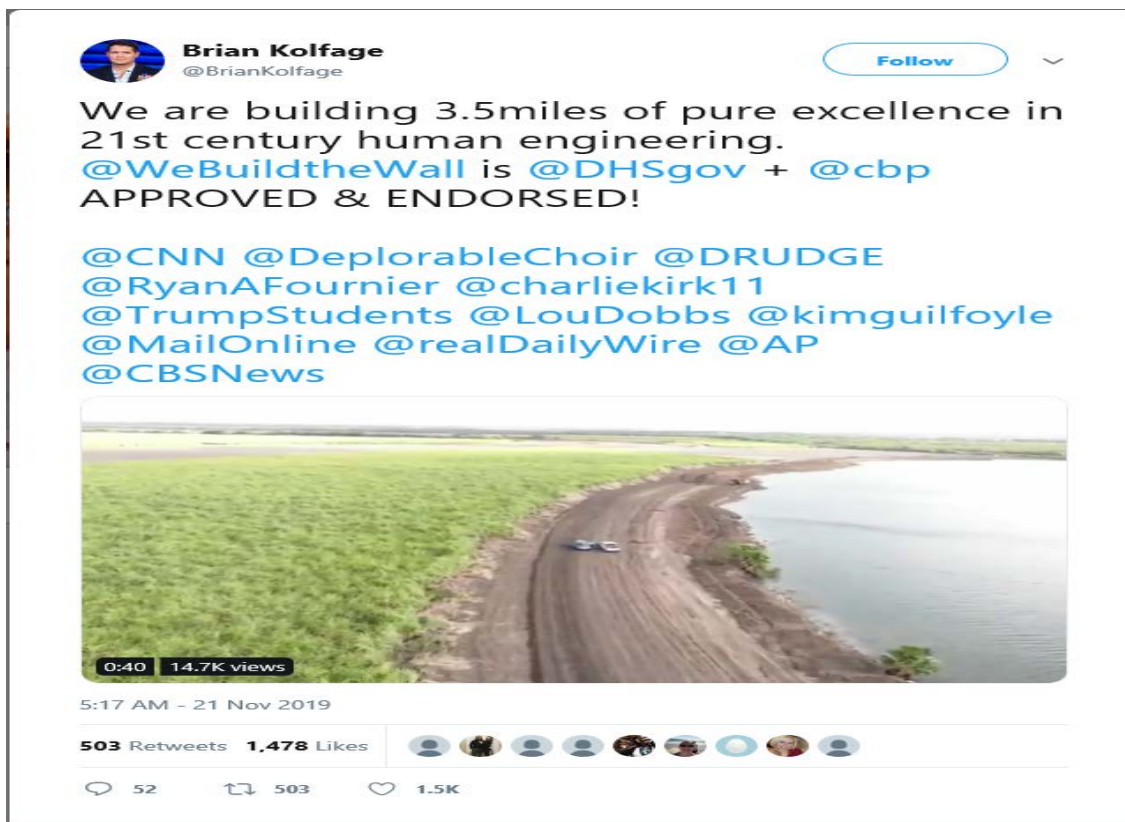 Brian Kolfage
@BrianKolfage
Follow
We are building 3.5miles of pure excellence in
21st century human engineering.
@WeBuildtheWall is @DHSgov + @cbp
APPROVED & ENDORSED!
@CNN @DeplorableChoir @DRUDGE
@RyanAFournier @charliekirk11
@TrumpStudents @LouDobbs @kimguilfoyle
@MailOnline @realDailyWire @AP
@CBSNews
0:40 14.7K views
5:17 AM - 21 Nov 2019
503 Retweets 1,478 Likes
52 503 1.5K